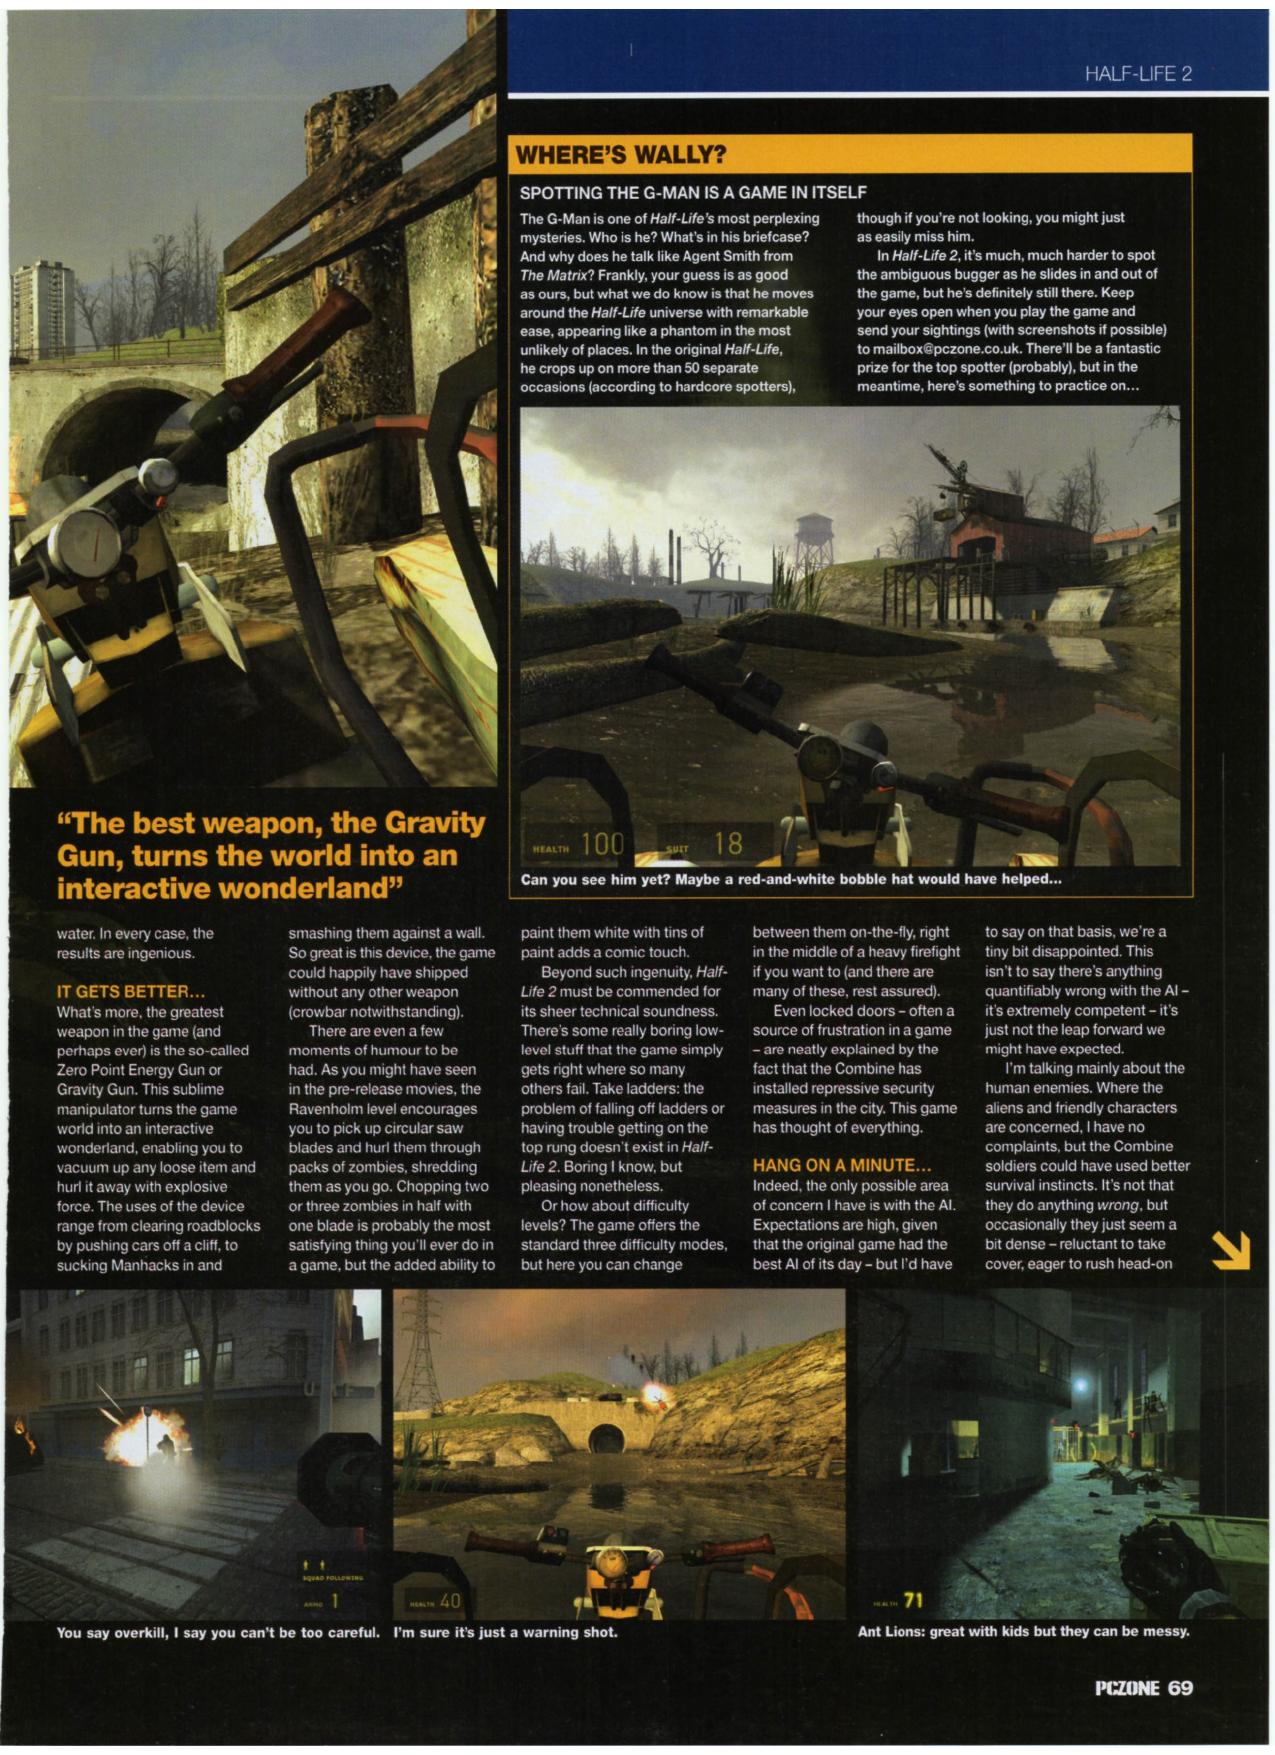 HALF-LIFE 2
WHERE'S WALLY?
SPOTTING THE G-MAN IS A GAME IN ITSELF
The G-Man is one of Half-Life's most perplexing
mysteries. Who is he? What's in his briefcase?
And why does he talk like Agent Smith from
The Matrix? Frankly, your guess is as good
as ours, but what we do know is that he moves
around the Half-Life universe with remarkable
ease, appearing like a phantom in the most
unlikely of places. In the original Half-Life,
he crops up on more than 50 separate
occasions (according to hardcore spotters),
though if you're not looking, you might just
as easily miss him.
In Half-Life 2, it's much, much harder to spot
the ambiguous bugger as he slides in and out of
the game, but he's definitely still there. Keep
your eyes open when you play the game and
send your sightings (with screenshots if possible)
to mailbox@pczone.co.uk. There'll be a fantastic
prize for the top spotter (probably), but in the
meantime, here's something to practice on...
HEALTH 100 SUIT 18
Can you see him yet? Maybe a red-and-white bobble hat would have helped...
"The best weapon, the Gravity
Gun, turns the world into an
interactive wonderland"
water. In every case, the
results are ingenious.
IT GETS BETTER...
What's more, the greatest
weapon in the game (and
perhaps ever) is the so-called
Zero Point Energy Gun or
Gravity Gun. This sublime
manipulator turns the game
world into an interactive
wonderland, enabling you to
vacuum up any loose item and
hurl it away with explosive
force. The uses of the device
range from clearing roadblocks
by pushing cars off a cliff, to
sucking Manhacks in and
smashing them against a wall.
So great is this device, the game
could happily have shipped
without any other weapon
(crowbar notwithstanding).
There are even a few
moments of humour to be
had. As you might have seen
in the pre-release movies, the
Ravenholm level encourages
you to pick up circular saw
blades and hurl them through
packs of zombies, shredding
them as you go. Chopping two
or three zombies in half with
one blade is probably the most
satisfying thing you'll ever do in
a game, but the added ability to
paint them white with tins of
paint adds a comic touch.
Beyond such ingenuity, Half-
Life 2 must be commended for
its sheer technical soundness.
There's some really boring low-
level stuff that the game simply
gets right where so many
others fail. Take ladders: the
problem of falling off ladders or
having trouble getting on the
top rung doesn't exist in Half-
Life 2. Boring I know, but
pleasing nonetheless.
Or how about difficulty
levels? The game offers the
standard three difficulty modes,
but here you can change
between them on-the-fly, right
in the middle of a heavy firefight
if you want to (and there are
many of these, rest assured).
Even locked doors – often a
source of frustration in a game
– are neatly explained by the
fact that the Combine has
installed repressive security
measures in the city. This game
has thought of everything.
HANG ON A MINUTE...
Indeed, the only possible area
of concern I have is with the AI.
Expectations are high, given
that the original game had the
best AI of its day – but I'd have
to say on that basis, we're a
tiny bit disappointed. This
isn't to say there's anything
quantifiably wrong with the AI –
it's extremely competent – it's
just not the leap forward we
might have expected.
I'm talking mainly about the
human enemies. Where the
aliens and friendly characters
are concerned, I have no
complaints, but the Combine
soldiers could have used better
survival instincts. It's not that
they do anything wrong, but
occasionally they just seem a
bit dense – reluctant to take
cover, eager to rush head-on
SQUAD FOLLOWING
AMMO 1
HEALTH 40
HEALTH 71
You say overkill, I say you can't be too careful.
I'm sure it's just a warning shot.
Ant Lions: great with kids but they can be messy.
PCZONE 69